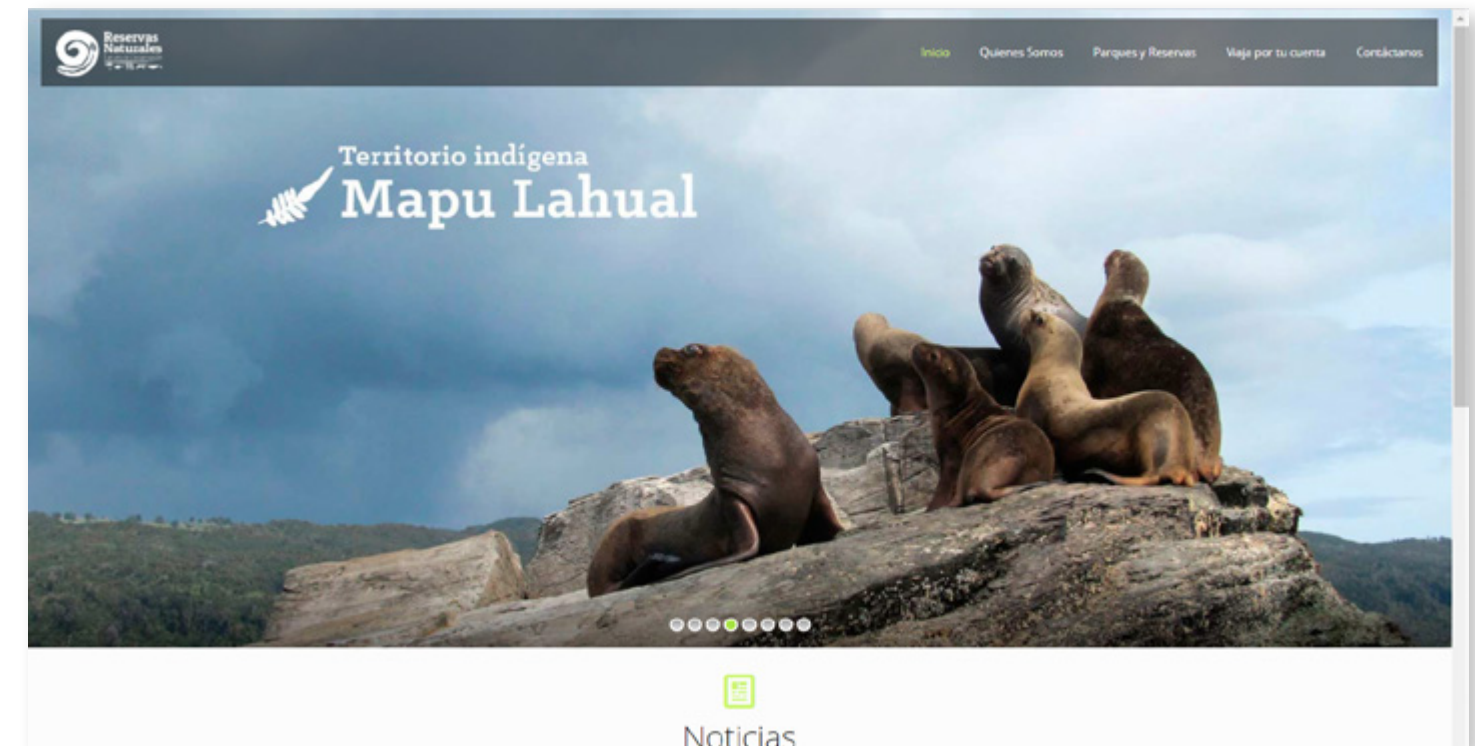 Reservas
Naturales
Inicio Quienes Somos Parques y Reservas Viaja por tu cuenta Contáctanos
Territorio indígena
Mapu Lahual
Noticias